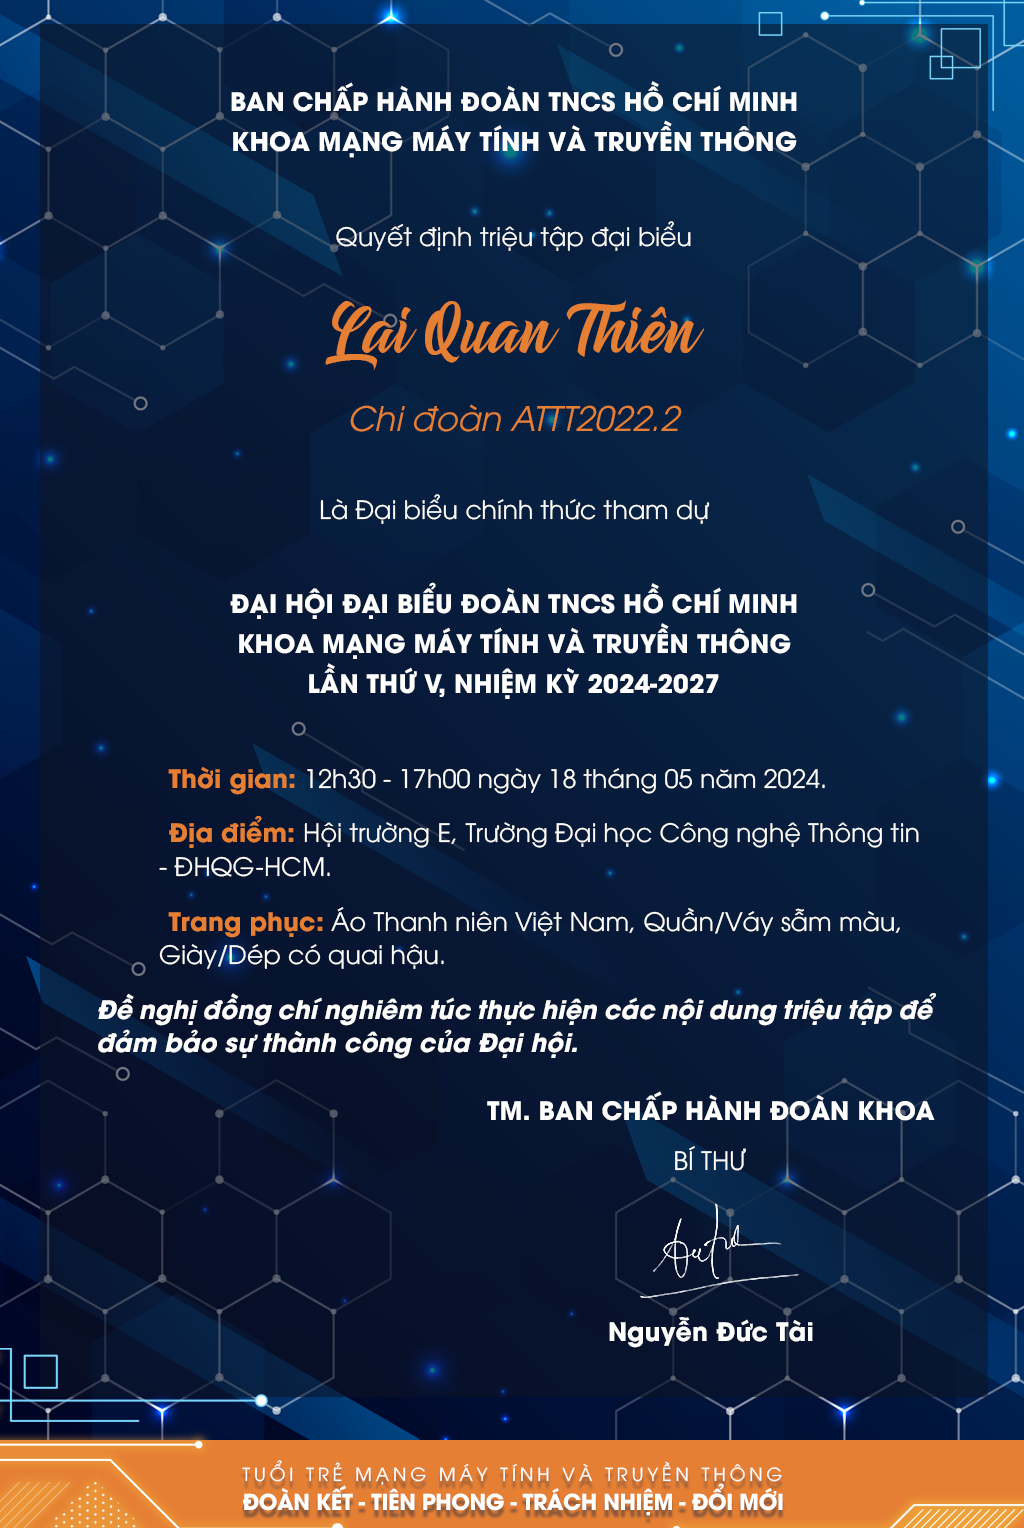 BAN CHẤP HÀNH ĐOÀN TNCS HỒ CHÍ MINH
KHOA MẠNG MÁY TÍNH VÀ TRUYỀN THÔNG
Quyết định triệu tập đại biểu
Lại Quan Thiên
Chi đoàn ATTT2022.2
Là Đại biểu chính thức tham dự
ĐẠI HỘI ĐẠI BIỂU ĐOÀN TNCS HỒ CHÍ MINH
KHOA MẠNG MÁY TÍNH VÀ TRUYỀN THÔNG
LẦN THỨ V, NHIỆM KỲ 2024-2027
Thời gian: 12h30 - 17h00 ngày 18 tháng 05 năm 2024.
Địa điểm: Hội trường E, Trường Đại học Công nghệ Thông tin
- ĐHQG-HCM.
Trang phục: Áo Thanh niên Việt Nam, Quần/Váy sẫm màu,
Giày/Dép có quai hậu.
Đề nghị đồng chí nghiêm túc thực hiện các nội dung triệu tập để
đảm bảo sự thành công của Đại hội.
TM. BAN CHẤP HÀNH ĐOÀN KHOA
BÍ THƯ
Nguyễn Đức Tài
TUỔI TRẺ MẠNG MÁY TÍNH VÀ TRUYỀN THÔNG
ĐOÀN KẾT - TIÊN PHONG - TRÁCH NHIỆM - ĐỔI MỚI